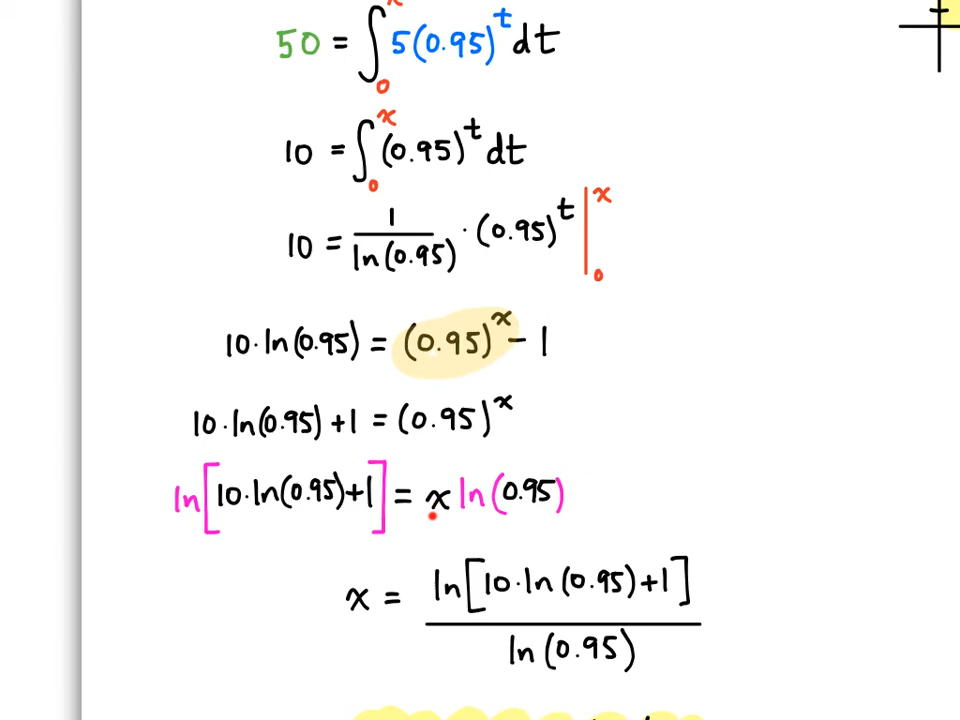 50 = ∫₀ˣ 5(0.95)ᵗ dt
10 = ∫₀ˣ (0.95)ᵗ dt
10 = 1/ln(0.95) · (0.95)ᵗ |₀ˣ
10·ln(0.95) = (0.95)ˣ - 1
10·ln(0.95) + 1 = (0.95)ˣ
ln[10·ln(0.95)+1] = x ln(0.95)
x = ln[10·ln(0.95)+1] / ln(0.95)